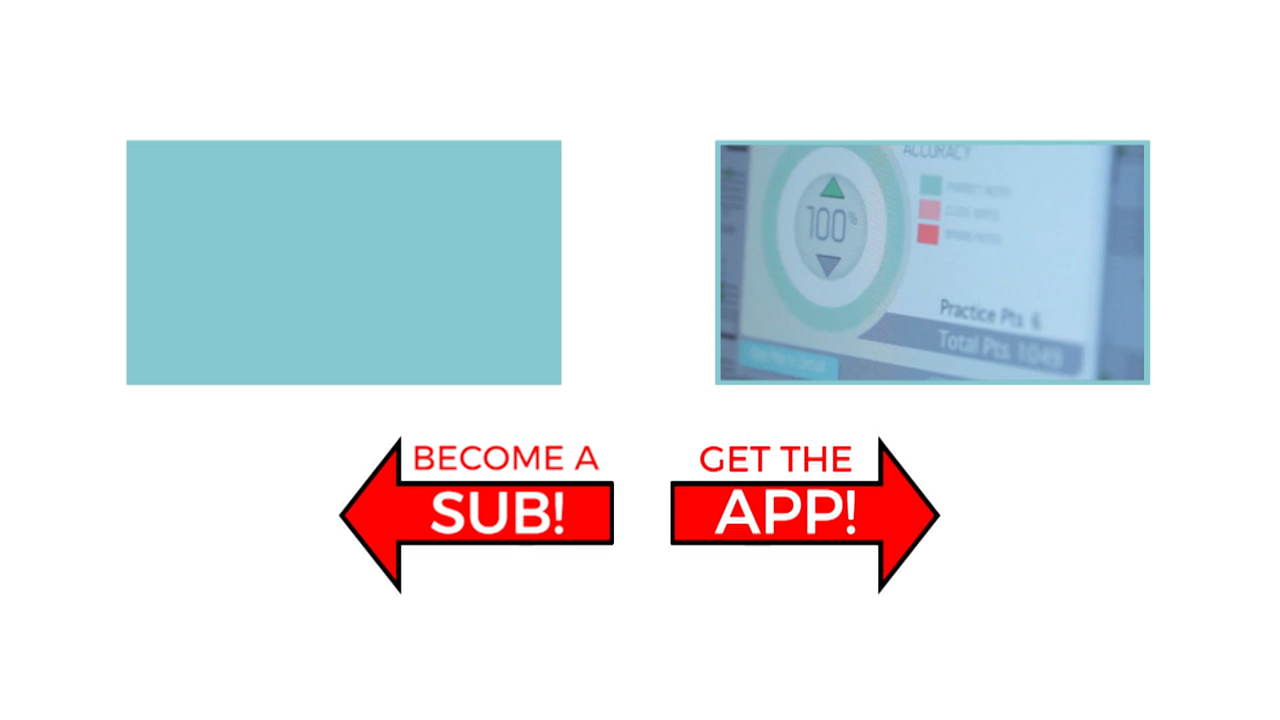 ACCURACY
100%
Practice Pts 6
Total Pts 1049
BECOME A
SUB!
GET THE
APP!